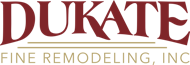 DUKATE
FINE REMODELING, INC